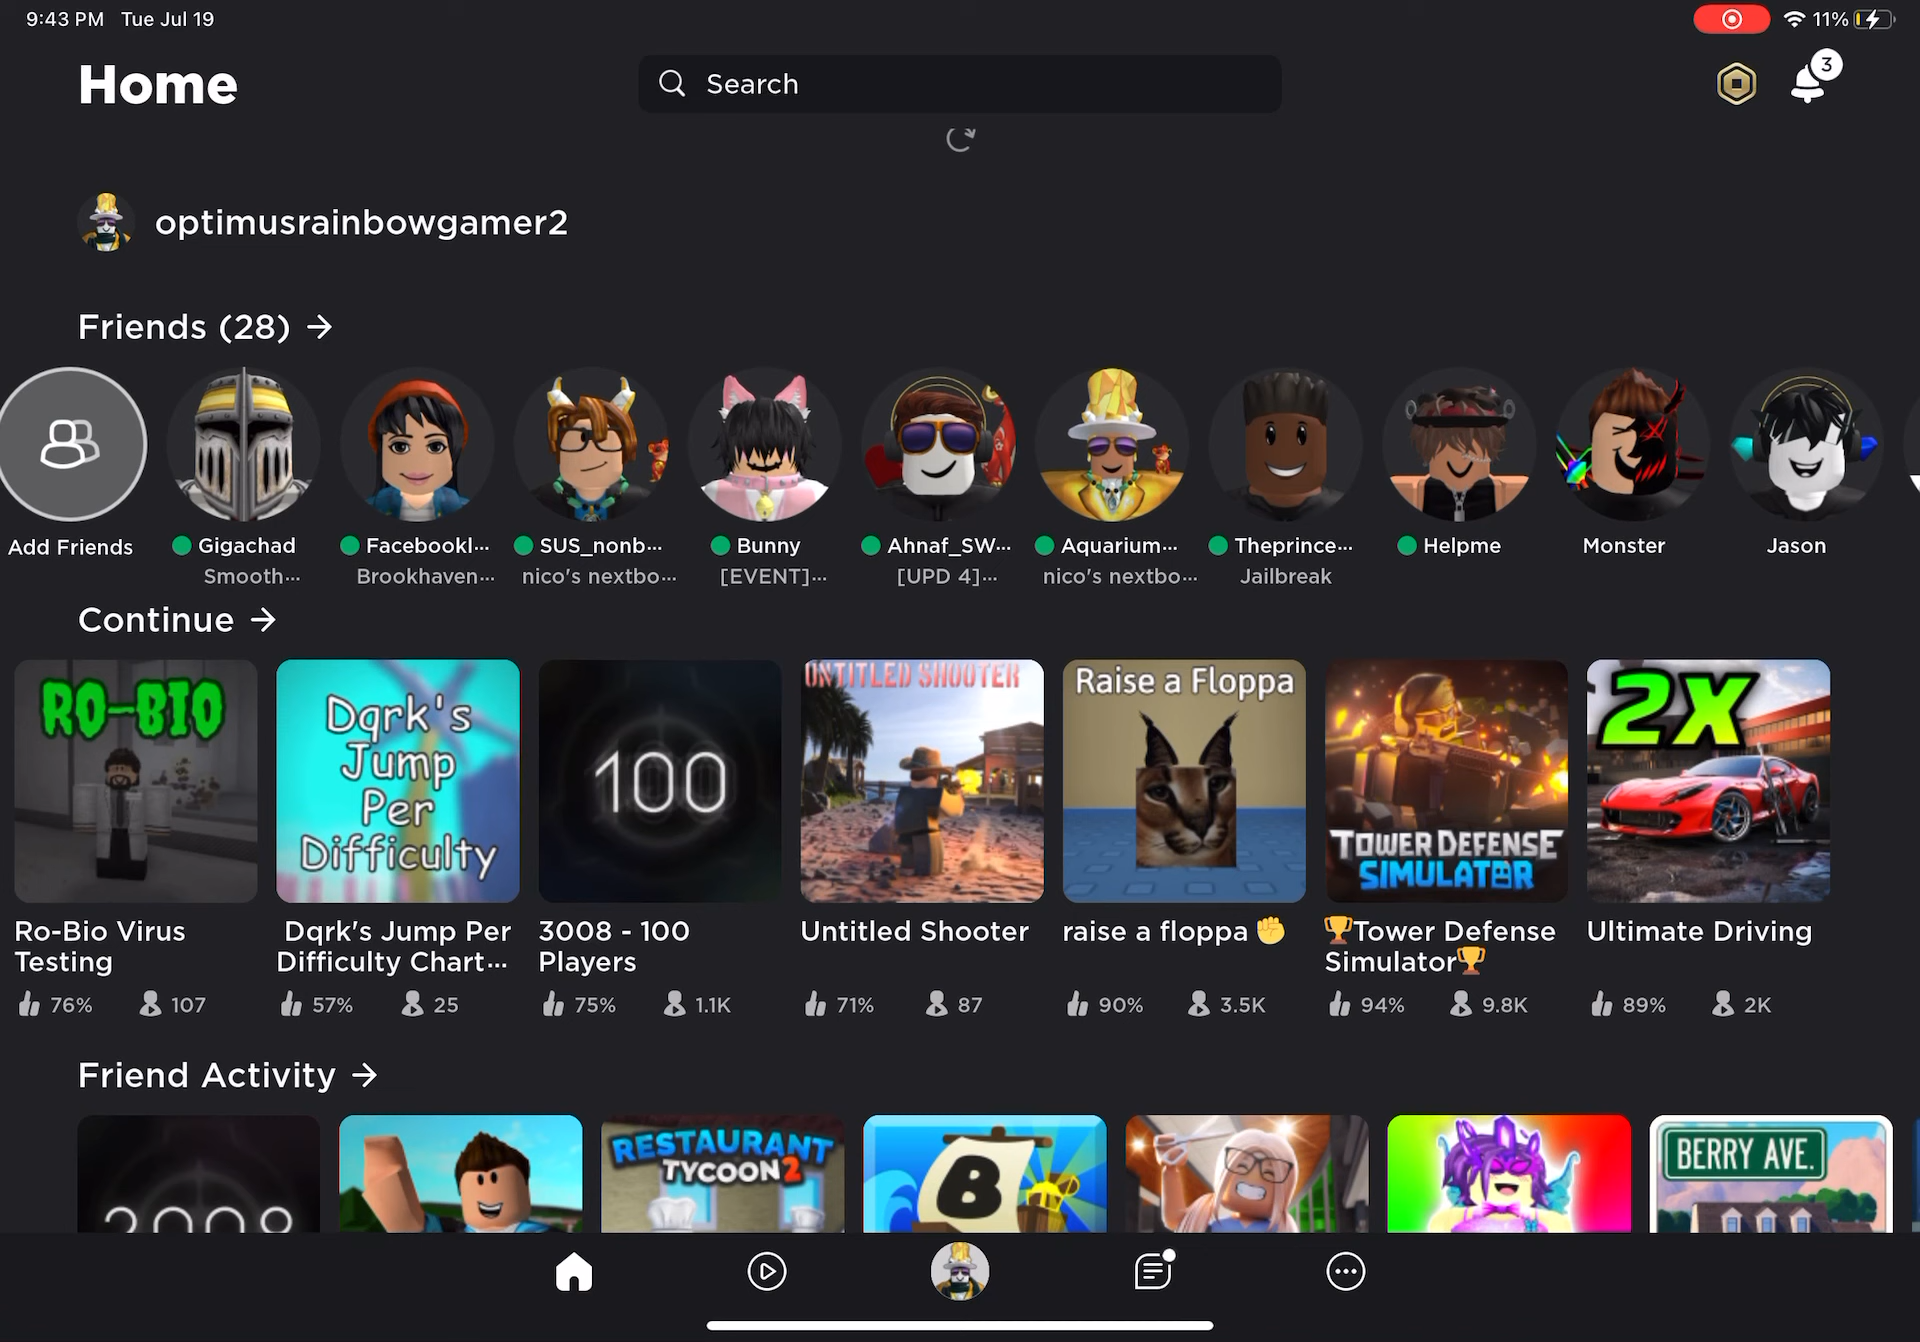 9:43 PM Tue Jul 19
11%
Home
Search
3
optimusrainbowgamer2
Friends (28) →
Add Friends
Gigachad
Smooth···
Facebookl···
Brookhaven···
SUS_nonb···
nico's nextbo···
Bunny
[EVENT]···
Ahnaf_SW···
[UPD 4]···
Aquarium···
nico's nextbo···
Theprince···
Jailbreak
Helpme
Monster
Jason
Continue →
RO-BIO
Ro-Bio Virus
Testing
76% 107
Dqrk's
Jump
Per
Difficulty
Dqrk's Jump Per
Difficulty Chart···
57% 25
100
3008 - 100
Players
75% 1.1K
UNTITLED SHOOTER
Untitled Shooter
71% 87
Raise a Floppa
raise a floppa ✊
90% 3.5K
TOWER DEFENSE
SIMULATOR
🏆Tower Defense
Simulator🏆
94% 9.8K
2X
Ultimate Driving
89% 2K
Friend Activity →
RESTAURANT
TYCOON 2
B
BERRY AVE.